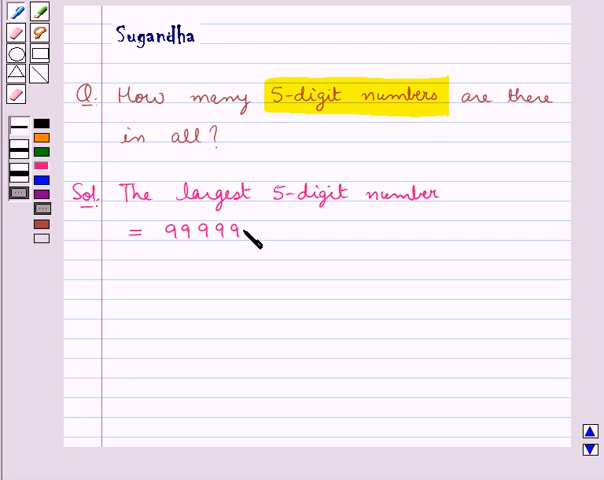 Sugandha
Q. How many 5-digit numbers are there
in all?
Sol. The largest 5-digit number
= 99999